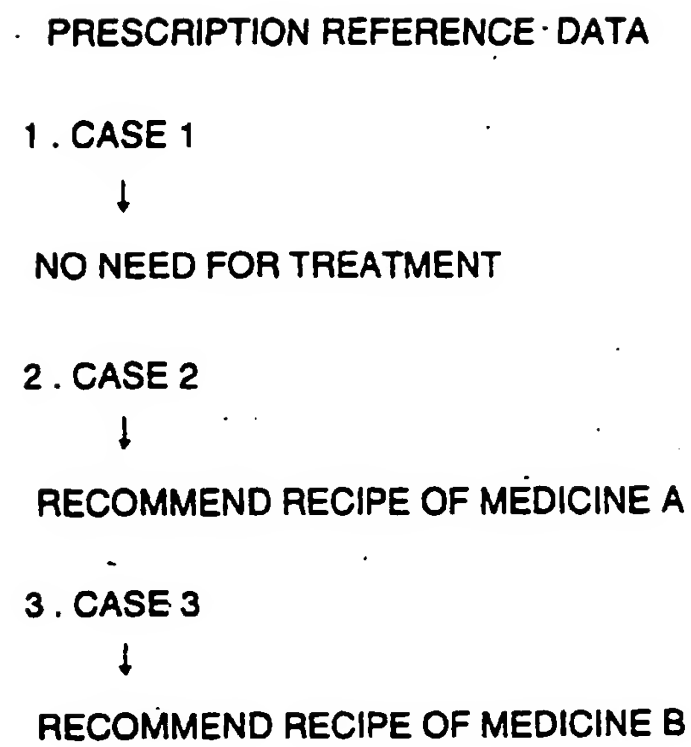 PRESCRIPTION REFERENCE DATA
1 . CASE 1
↓
NO NEED FOR TREATMENT
2 . CASE 2
↓
RECOMMEND RECIPE OF MEDICINE A
3 . CASE 3
↓
RECOMMEND RECIPE OF MEDICINE B